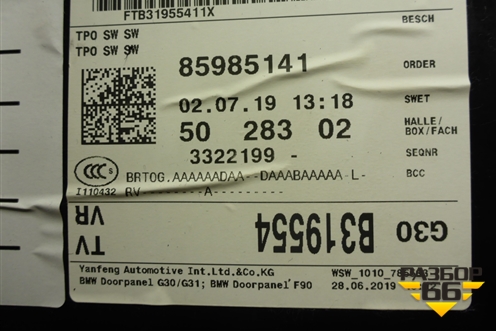 FTB31955411X
TPO SW SW
BESCH
TPO SW SW
85985141
ORDER
02.07.19 13:18
SWET
50 283 02
HALLE/
BOX/FACH
3322199 -
SEQNR
CCC
I110432
BRTOG.AAAAAADAA--DAAABAAAAA-L-
BCC
RV-------A--------
TV
VR
B319554
G30
Yanfeng Automotive Int.Ltd.&Co.KG
WSW_1010_
BMW Doorpanel G30/G31; BMW Doorpanel F90
28.06.2019
РАЗБОР
66